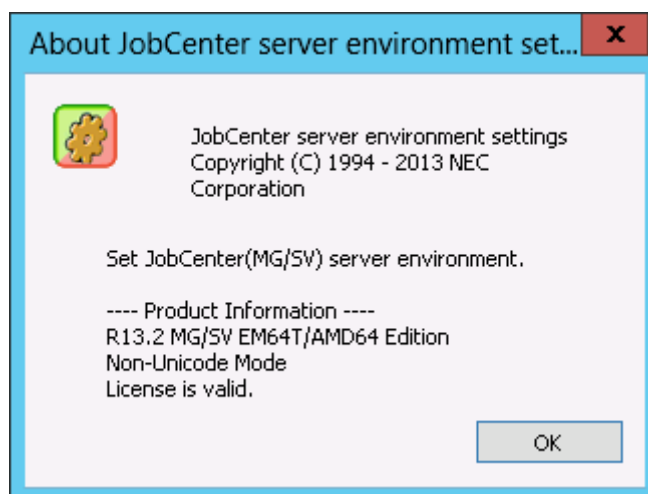 About JobCenter server environment set...
x
JobCenter server environment settings
Copyright (C) 1994 - 2013 NEC
Corporation
Set JobCenter(MG/SV) server environment.
---- Product Information ----
R13.2 MG/SV EM64T/AMD64 Edition
Non-Unicode Mode
License is valid.
OK